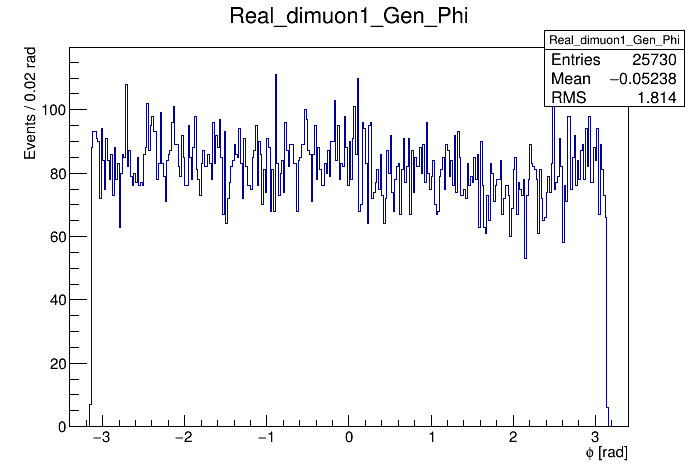 Real_dimuon1_Gen_Phi
Real_dimuon1_Gen_Phi
Entries 25730
Mean −0.05238
RMS 1.814
Events / 0.02 rad
100
80
60
40
20
0
−3 −2 −1 0 1 2 3
ϕ [rad]